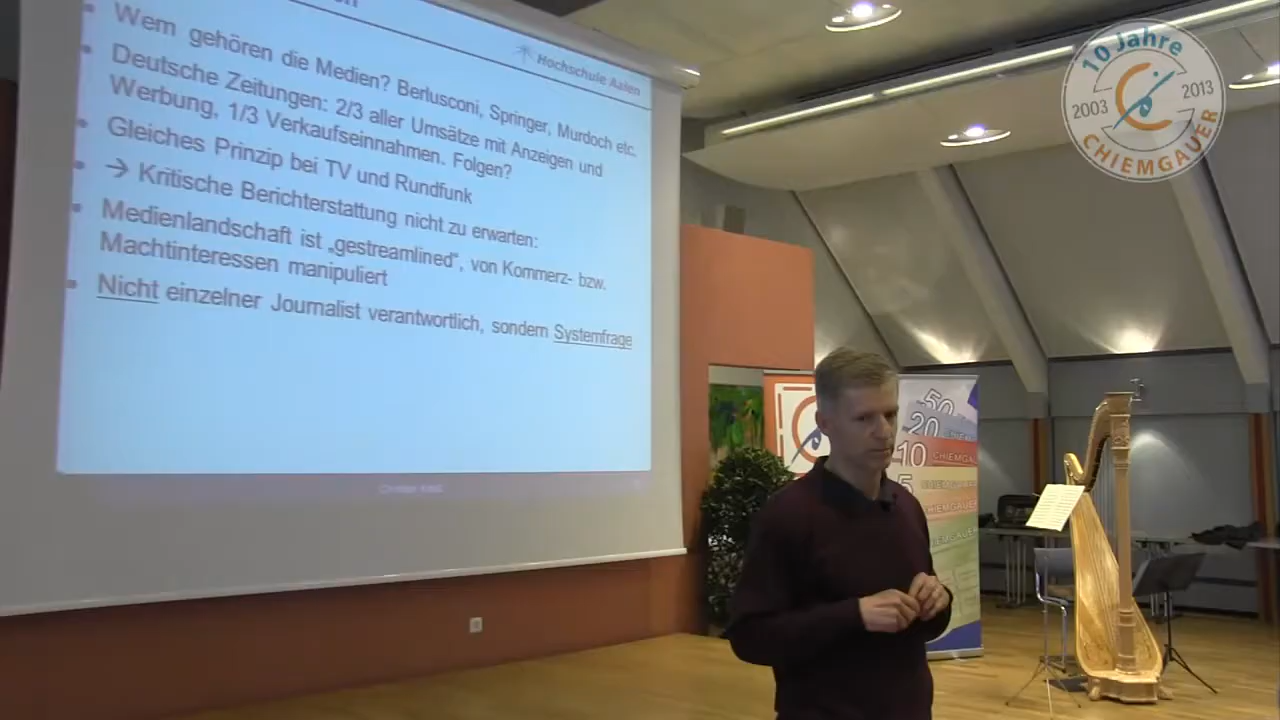 Hochschule Aalen
Wem gehören die Medien? Berlusconi, Springer, Murdoch etc.
Deutsche Zeitungen: 2/3 aller Umsätze mit Anzeigen und
Werbung, 1/3 Verkaufseinnahmen. Folgen?
Gleiches Prinzip bei TV und Rundfunk
→ Kritische Berichterstattung nicht zu erwarten:
Medienlandschaft ist „gestreamlined“, von Kommerz- bzw.
Machtinteressen manipuliert
Nicht einzelner Journalist verantwortlich, sondern Systemfrage
10 Jahre
2003
2013
CHIEMGAUER
50
20
10 CHIEMGA
5 CHIEMGAUER
CHIEMGAUER